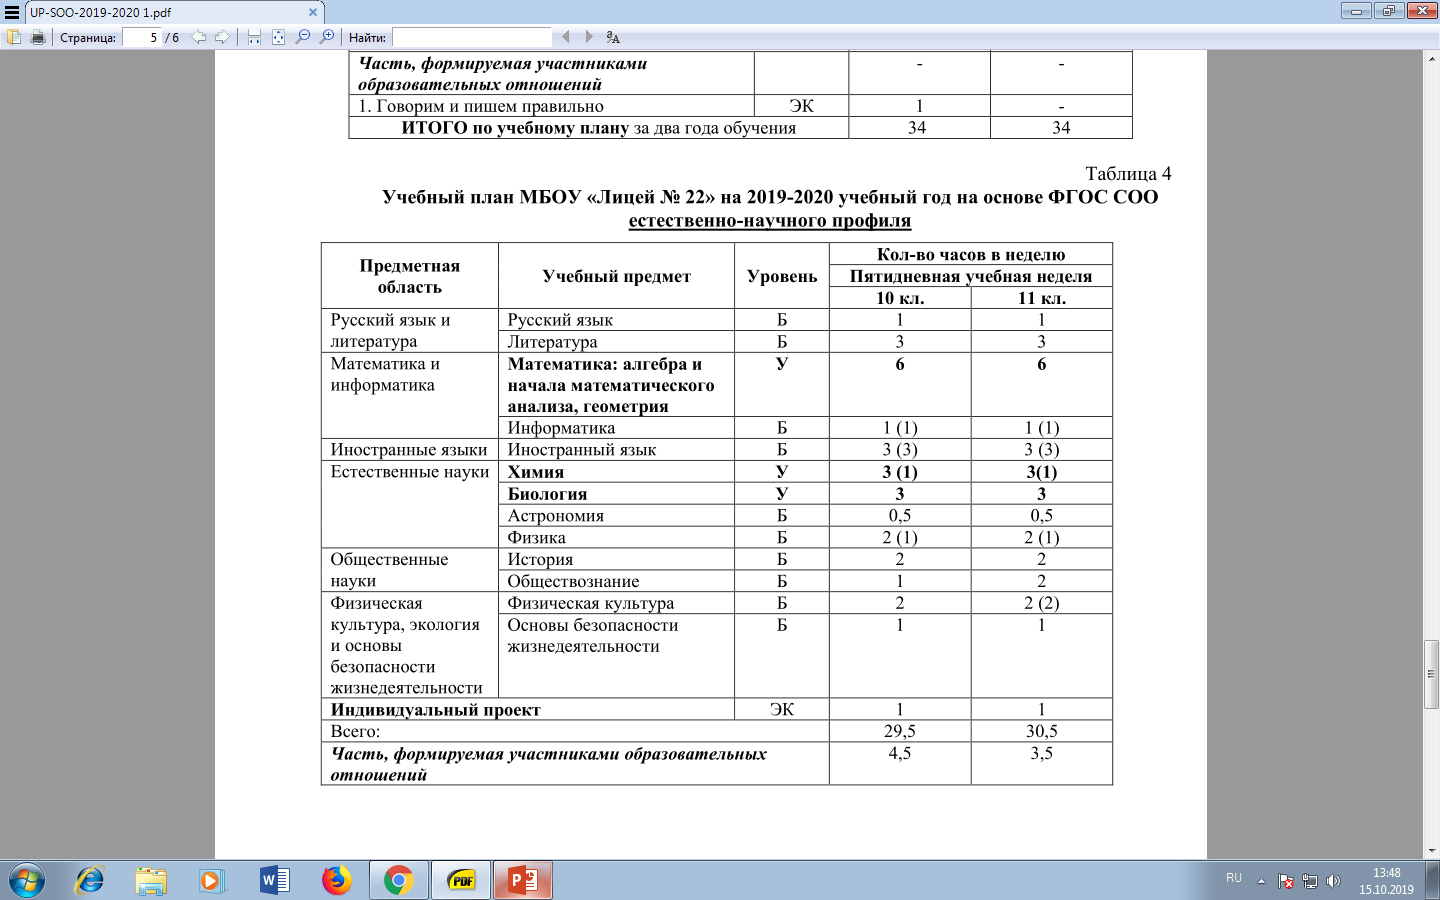 UP-SOO-2019-2020 1.pdf
Страница: 5 / 6 Найти:
Часть, формируемая участниками - -
образовательных отношений
1. Говорим и пишем правильно ЭК 1 -
ИТОГО по учебному плану за два года обучения 34 34
Таблица 4
Учебный план МБОУ «Лицей № 22» на 2019-2020 учебный год на основе ФГОС СОО
естественно-научного профиля
Предметная область Учебный предмет Уровень Кол-во часов в неделю
Пятидневная учебная неделя
10 кл. 11 кл.
Русский язык и Русский язык Б 1 1
литература Литература Б 3 3
Математика и Математика: алгебра и У 6 6
информатика начала математического
анализа, геометрия
Информатика Б 1 (1) 1 (1)
Иностранные языки Иностранный язык Б 3 (3) 3 (3)
Естественные науки Химия У 3 (1) 3(1)
Биология У 3 3
Астрономия Б 0,5 0,5
Физика Б 2 (1) 2 (1)
Общественные История Б 2 2
науки Обществознание Б 1 2
Физическая Физическая культура Б 2 2 (2)
культура, экология Основы безопасности Б 1 1
и основы жизнедеятельности
безопасности
жизнедеятельности
Индивидуальный проект ЭК 1 1
Всего: 29,5 30,5
Часть, формируемая участниками образовательных 4,5 3,5
отношений
PDF
RU 13:48
15.10.2019